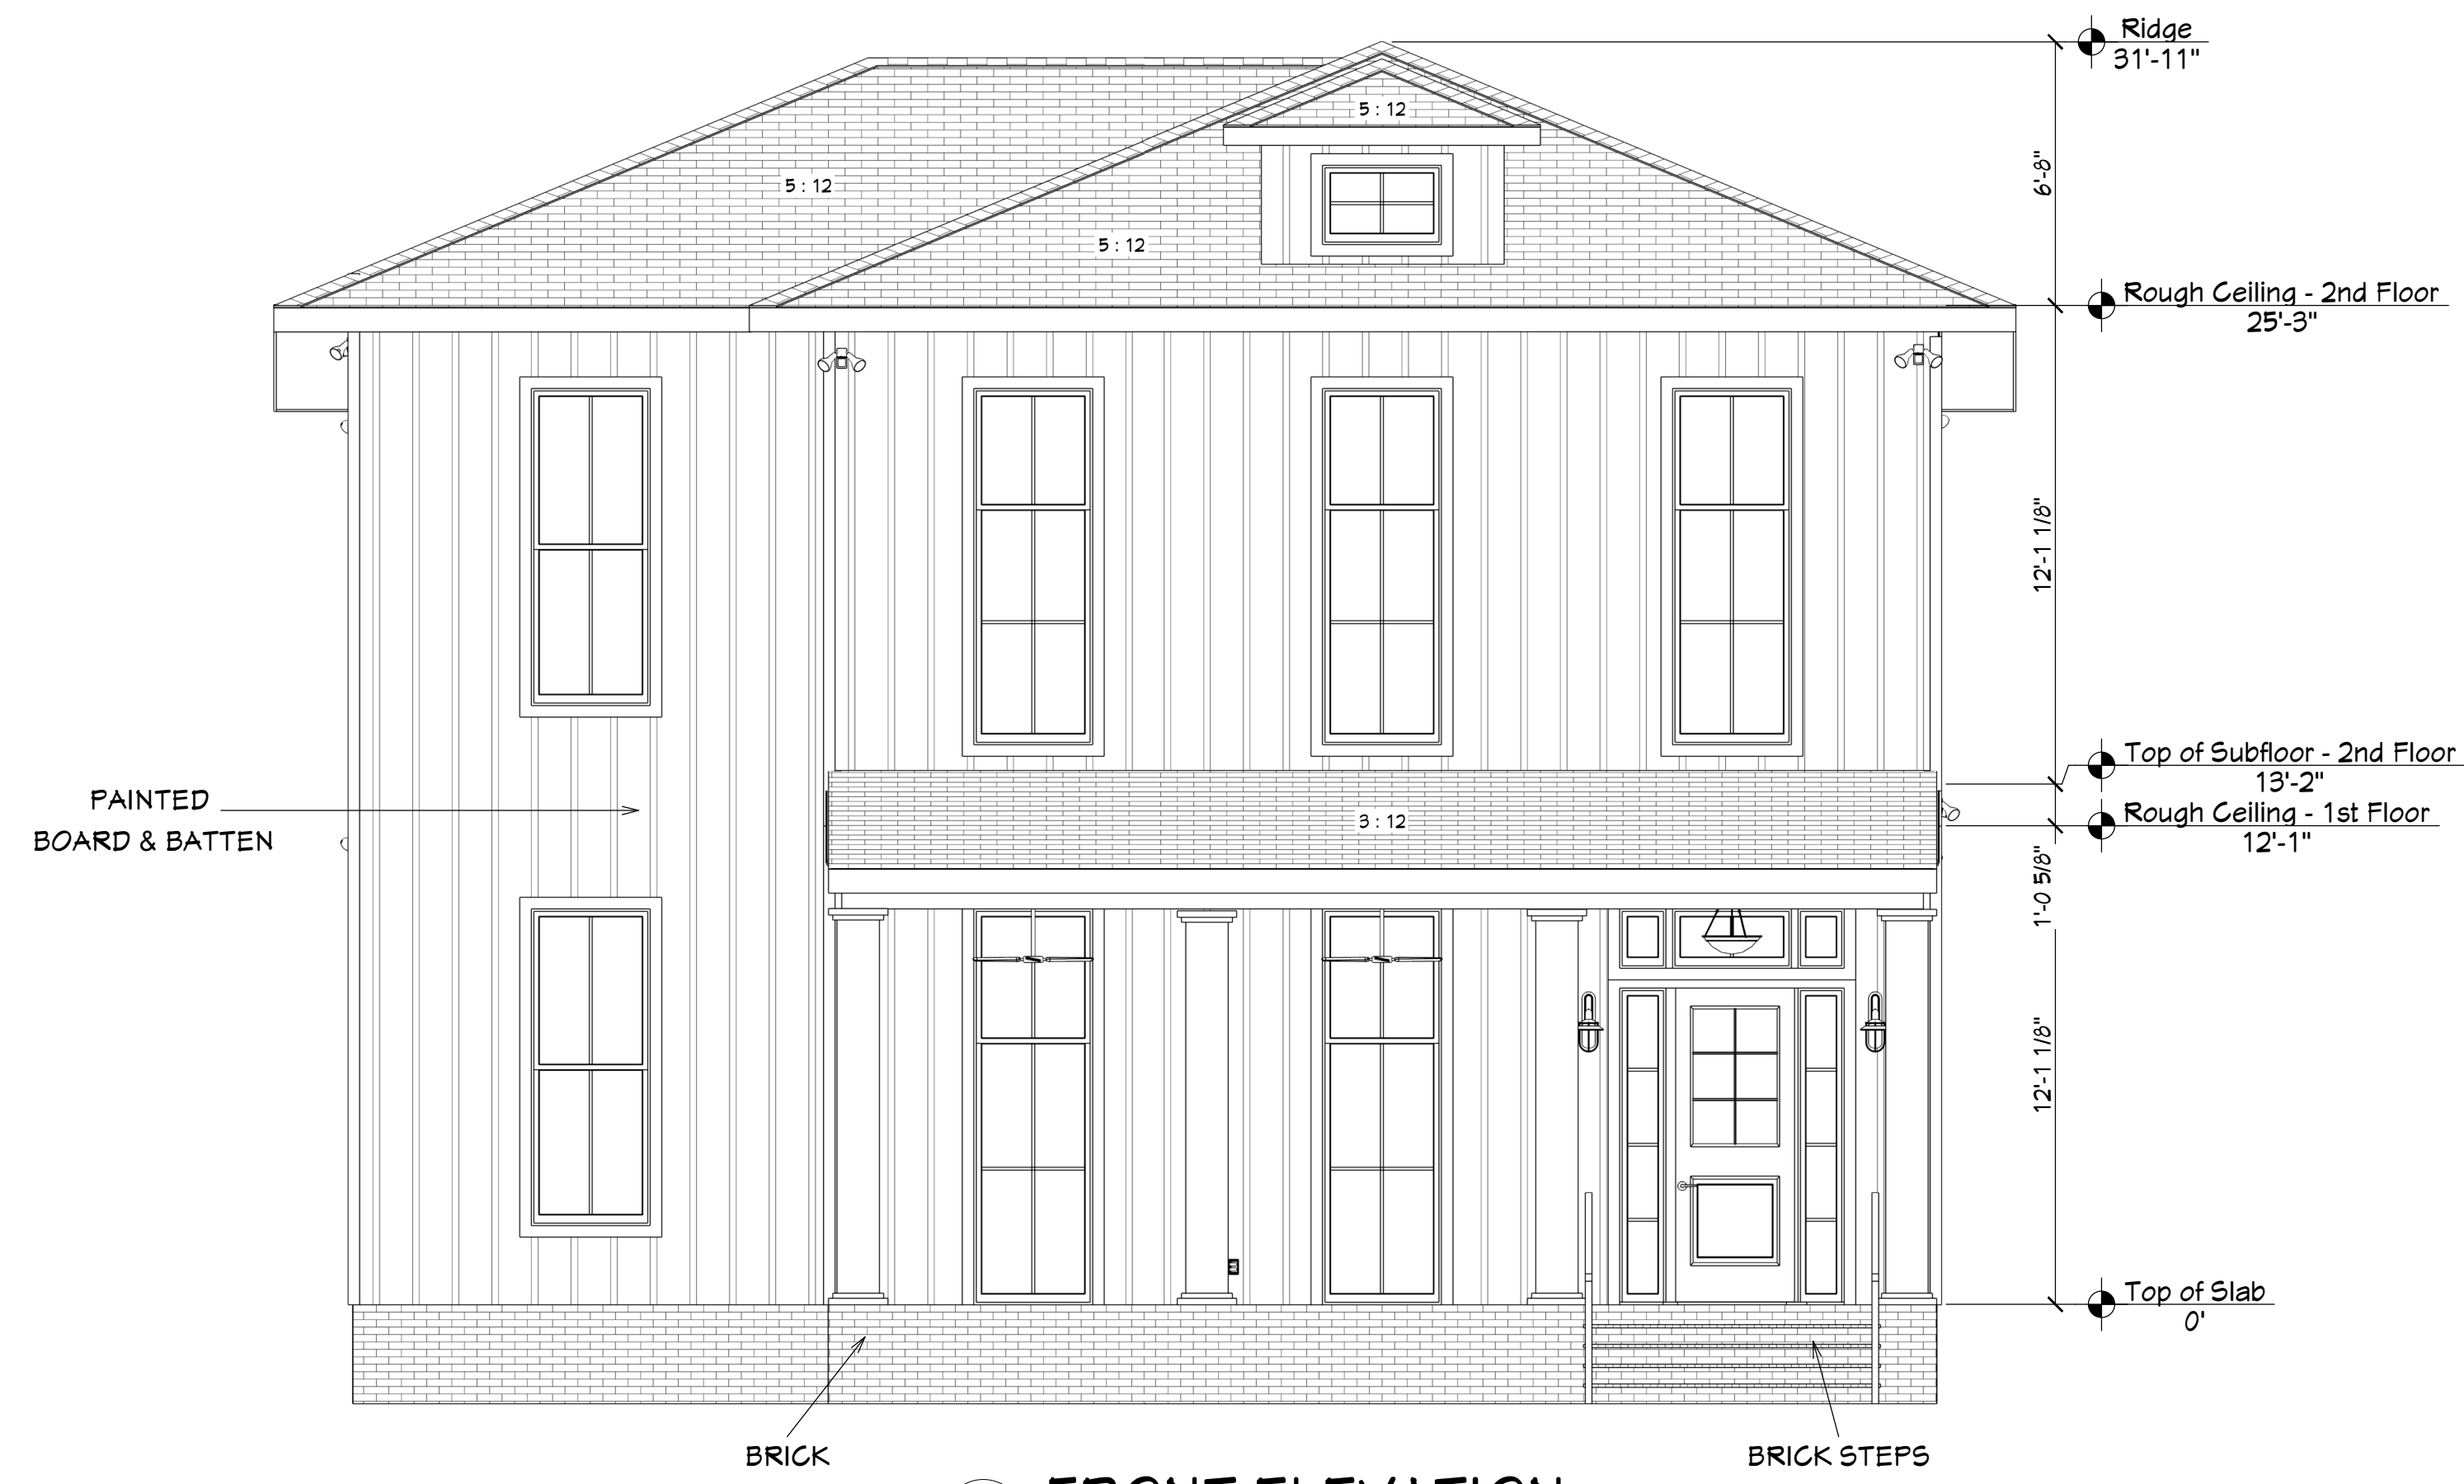 Ridge
31'-11"
5 : 12
6'-8"
5 : 12
5 : 12
Rough Ceiling - 2nd Floor
25'-3"
12'-1 1/8"
Top of Subfloor - 2nd Floor
13'-2"
PAINTED
BOARD & BATTEN
3 : 12
Rough Ceiling - 1st Floor
12'-1"
1'-0 5/8"
12'-1 1/8"
Top of Slab
0'
BRICK
BRICK STEPS
FRONT ELEVATION